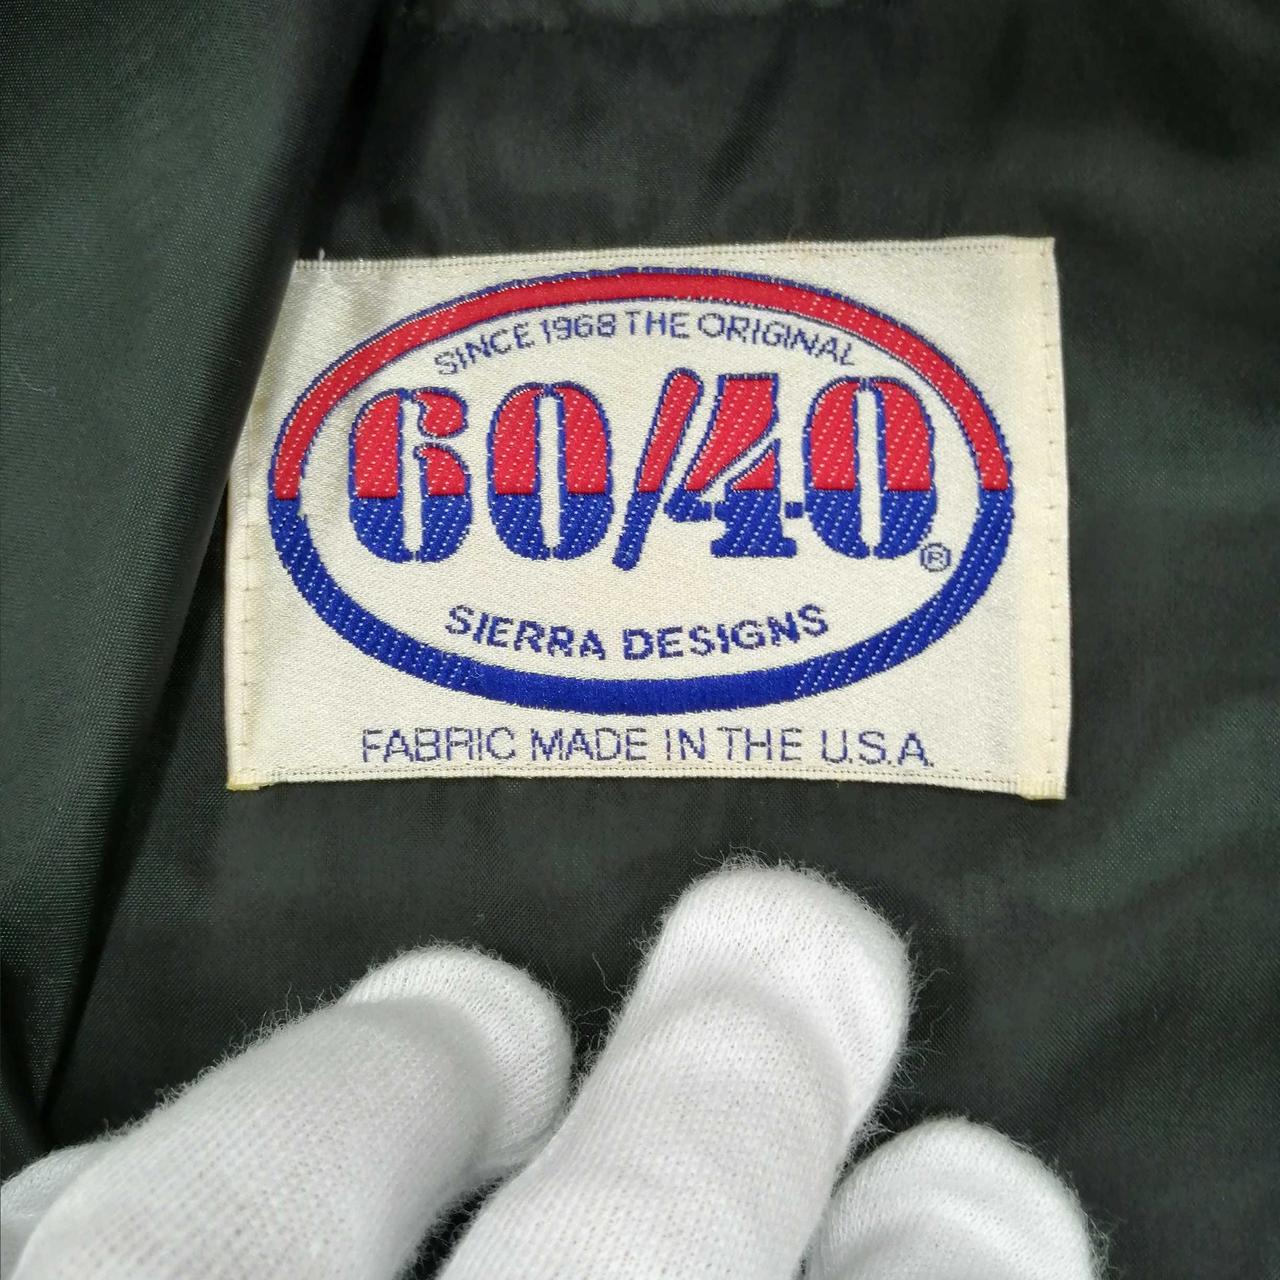 SINCE 1968 THE ORIGINAL
60/40®
SIERRA DESIGNS
FABRIC MADE IN THE U.S.A.